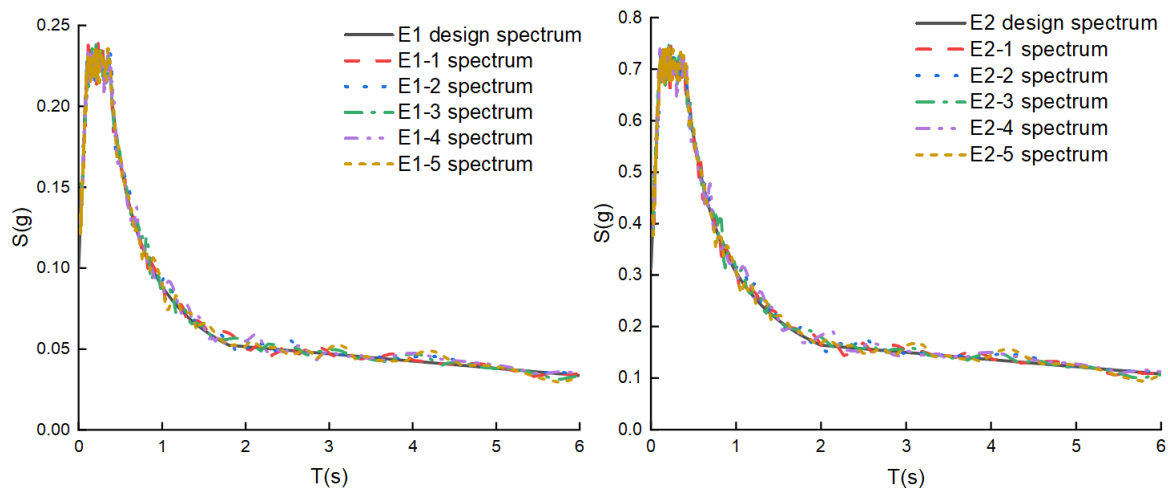 E1 design spectrum
E1-1 spectrum
E1-2 spectrum
E1-3 spectrum
E1-4 spectrum
E1-5 spectrum
S(g)
0.25
0.20
0.15
0.10
0.05
0.00
0 1 2 3 4 5 6
T(s)
E2 design spectrum
E2-1 spectrum
E2-2 spectrum
E2-3 spectrum
E2-4 spectrum
E2-5 spectrum
S(g)
0.8
0.7
0.6
0.5
0.4
0.3
0.2
0.1
0.0
0 1 2 3 4 5 6
T(s)